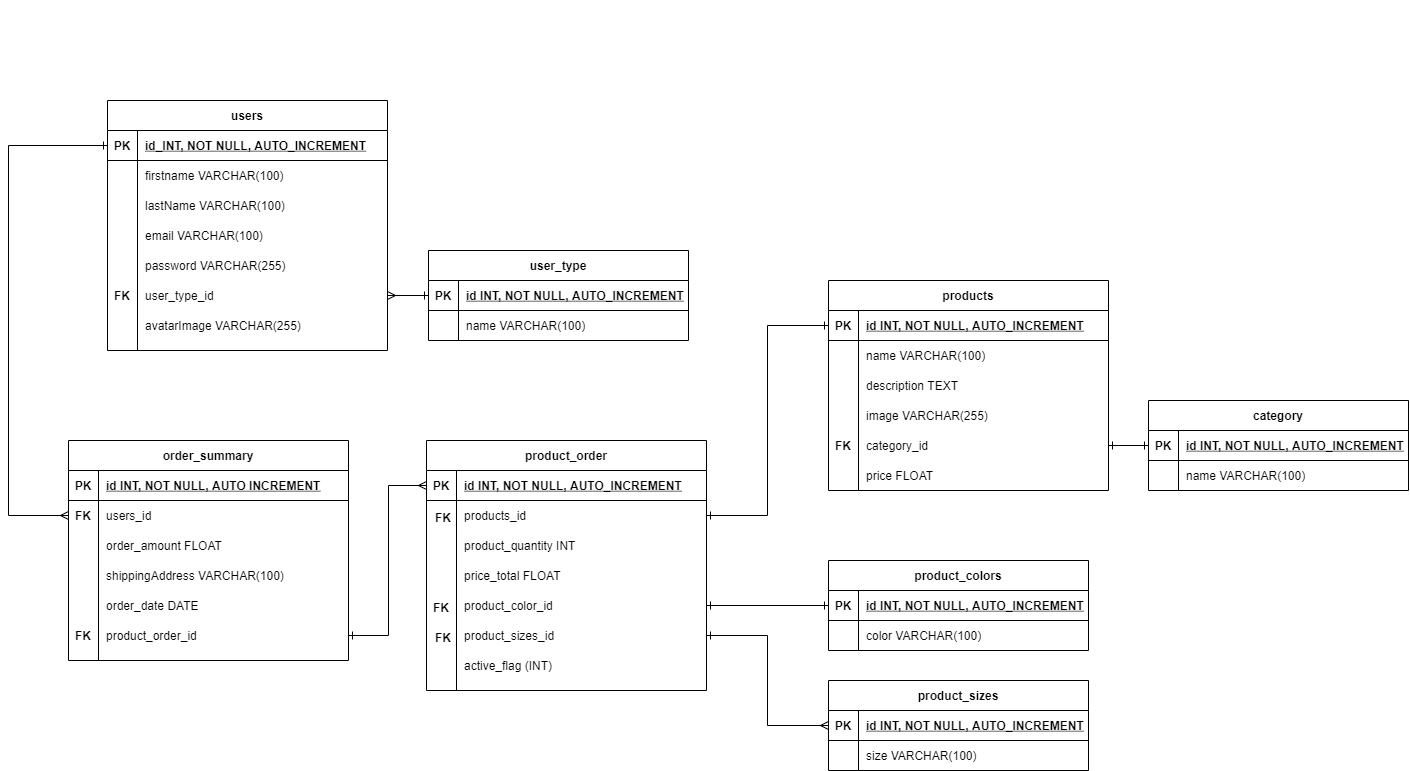 users
PK id_INT, NOT NULL, AUTO_INCREMENT
firstname VARCHAR(100)
lastName VARCHAR(100)
email VARCHAR(100)
password VARCHAR(255)
FK user_type_id
avatarImage VARCHAR(255)
user_type
PK id INT, NOT NULL, AUTO_INCREMENT
name VARCHAR(100)
products
PK id INT, NOT NULL, AUTO_INCREMENT
name VARCHAR(100)
description TEXT
image VARCHAR(255)
FK category_id
price FLOAT
category
PK id INT, NOT NULL, AUTO_INCREMENT
name VARCHAR(100)
order_summary
PK id INT, NOT NULL, AUTO INCREMENT
FK users_id
order_amount FLOAT
shippingAddress VARCHAR(100)
order_date DATE
FK product_order_id
product_order
PK id INT, NOT NULL, AUTO_INCREMENT
FK products_id
product_quantity INT
price_total FLOAT
FK product_color_id
FK product_sizes_id
active_flag (INT)
product_colors
PK id INT, NOT NULL, AUTO_INCREMENT
color VARCHAR(100)
product_sizes
PK id INT, NOT NULL, AUTO_INCREMENT
size VARCHAR(100)